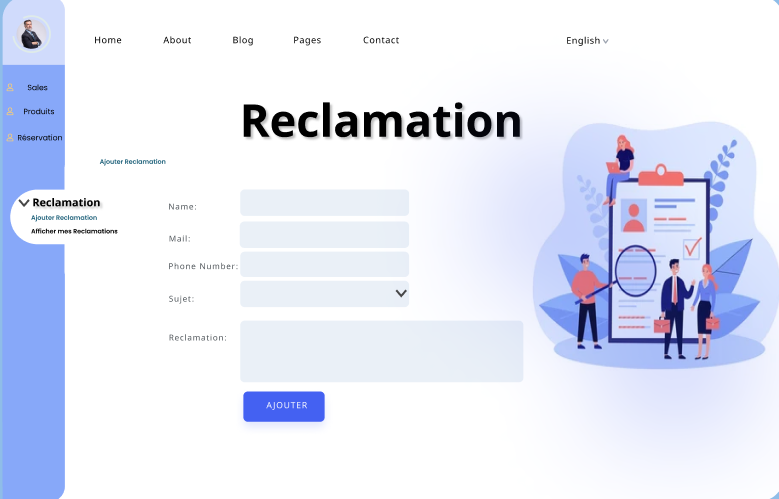 Home About Blog Pages Contact English
Sales
Produits
Réservation
Reclamation
Ajouter Reclamation
Afficher mes Reclamations
Reclamation
Ajouter Reclamation
Name:
Mail:
Phone Number:
Sujet:
Reclamation:
AJOUTER